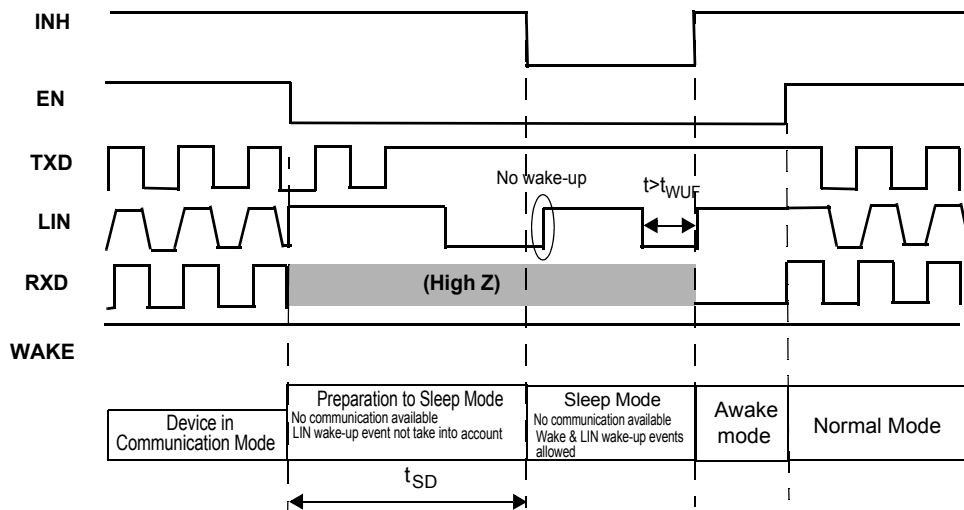 INH
EN
TXD
No wake-up
t>tWUF
LIN
RXD
(High Z)
WAKE
Device in
Communication Mode
Preparation to Sleep Mode
No communication available
LIN wake-up event not take into account
Sleep Mode
No communication available
Wake & LIN wake-up events
allowed
Awake
mode
Normal Mode
tSD